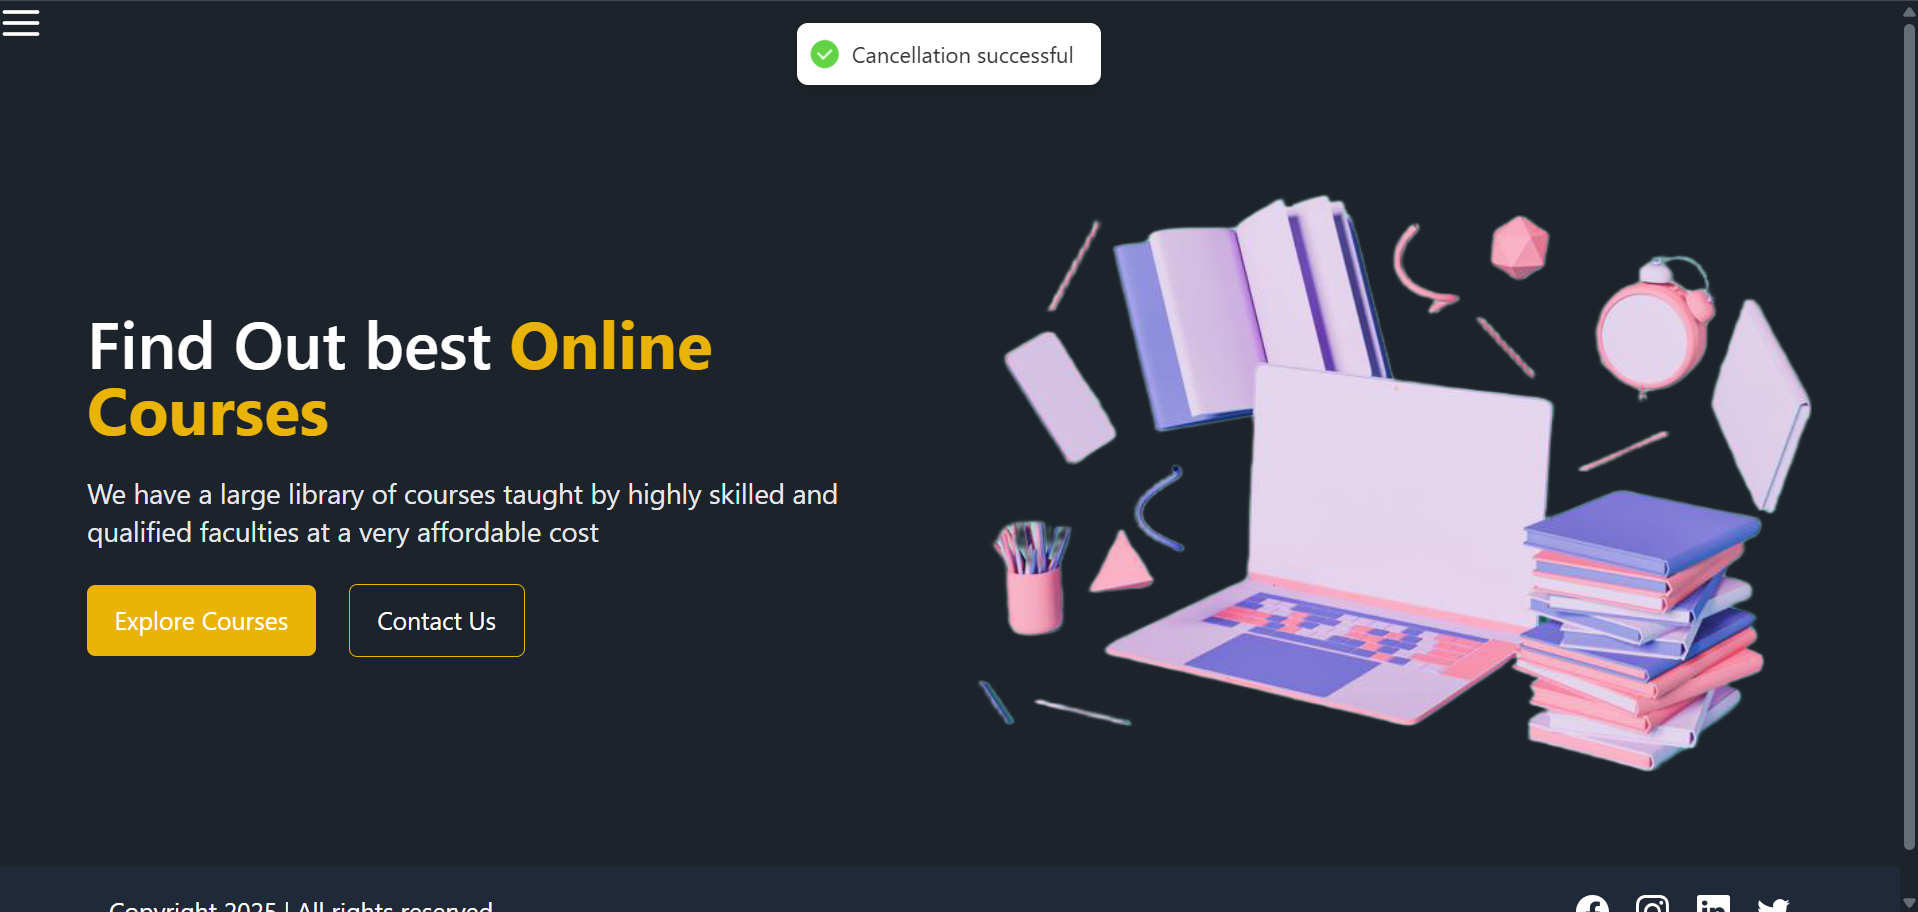 Cancellation successful
Find Out best Online
Courses
We have a large library of courses taught by highly skilled and
qualified faculties at a very affordable cost
Explore Courses
Contact Us
Copyright 2025 | All rights reserved